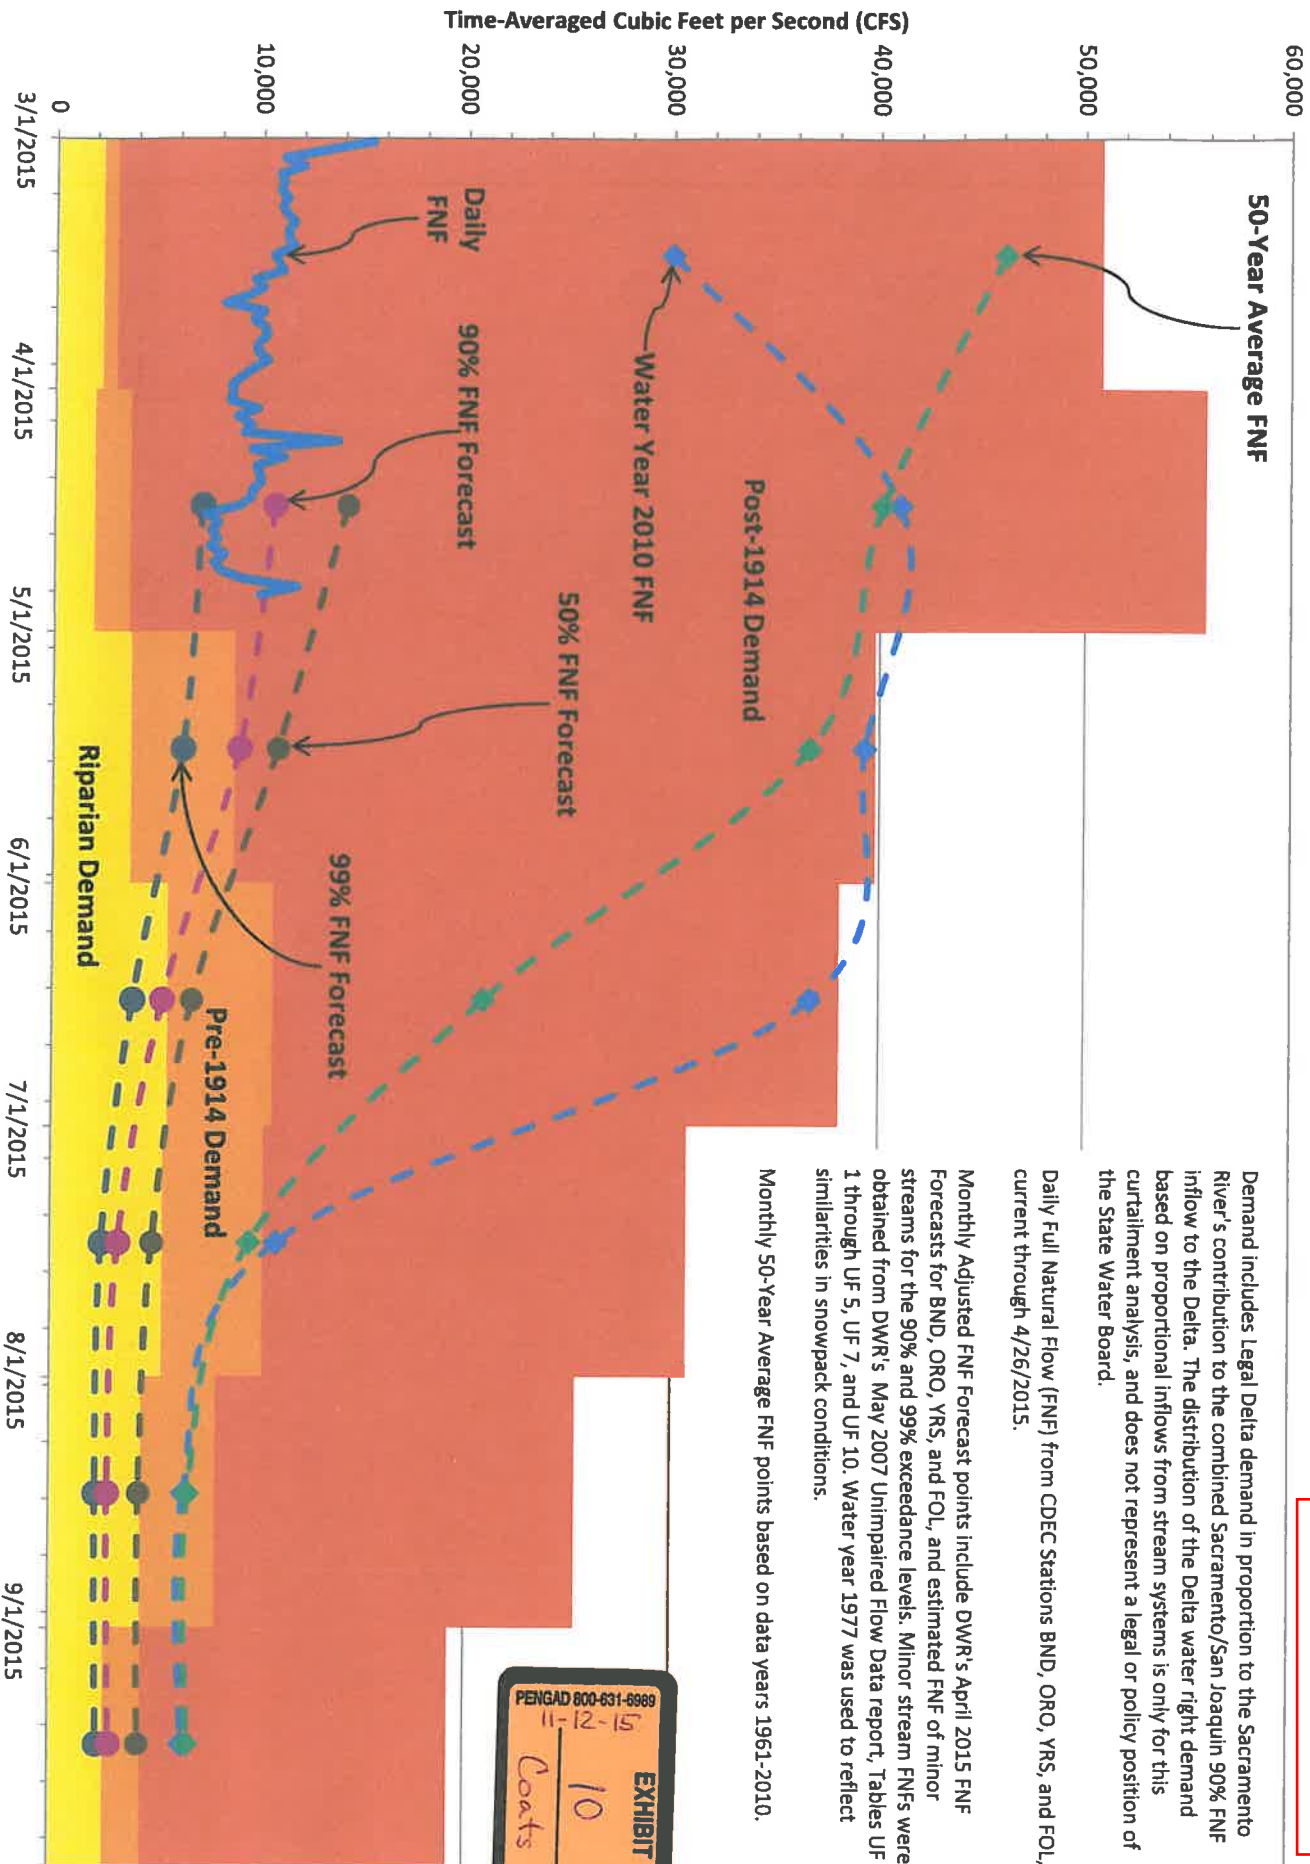 Time-Averaged Cubic Feet per Second (CFS)
60,000
50,000
40,000
30,000
20,000
10,000
0
3/1/2015
4/1/2015
5/1/2015
6/1/2015
7/1/2015
8/1/2015
9/1/2015
50-Year Average FNF
Water Year 2010 FNF
Daily
FNF
90% FNF Forecast
50% FNF Forecast
99% FNF Forecast
Post-1914 Demand
Pre-1914 Demand
Riparian Demand
Demand includes Legal Delta demand in proportion to the Sacramento
River's contribution to the combined Sacramento/San Joaquin 90% FNF
inflow to the Delta. The distribution of the Delta water right demand
based on proportional inflows from stream systems is only for this
curtailment analysis, and does not represent a legal or policy position of
the State Water Board.
Daily Full Natural Flow (FNF) from CDEC Stations BND, ORO, YRS, and FOL,
current through 4/26/2015.
Monthly Adjusted FNF Forecast points include DWR's April 2015 FNF
Forecasts for BND, ORO, YRS, and FOL, and estimated FNF of minor
streams for the 90% and 99% exceedance levels. Minor stream FNFs were
obtained from DWR's May 2007 Unimpaired Flow Data report, Tables UF
1 through UF 5, UF 7, and UF 10. Water year 1977 was used to reflect
similarities in snowpack conditions.
Monthly 50-Year Average FNF points based on data years 1961-2010.
EXHIBIT
10
Coats
11-12-15
PENGAD 800-631-6989